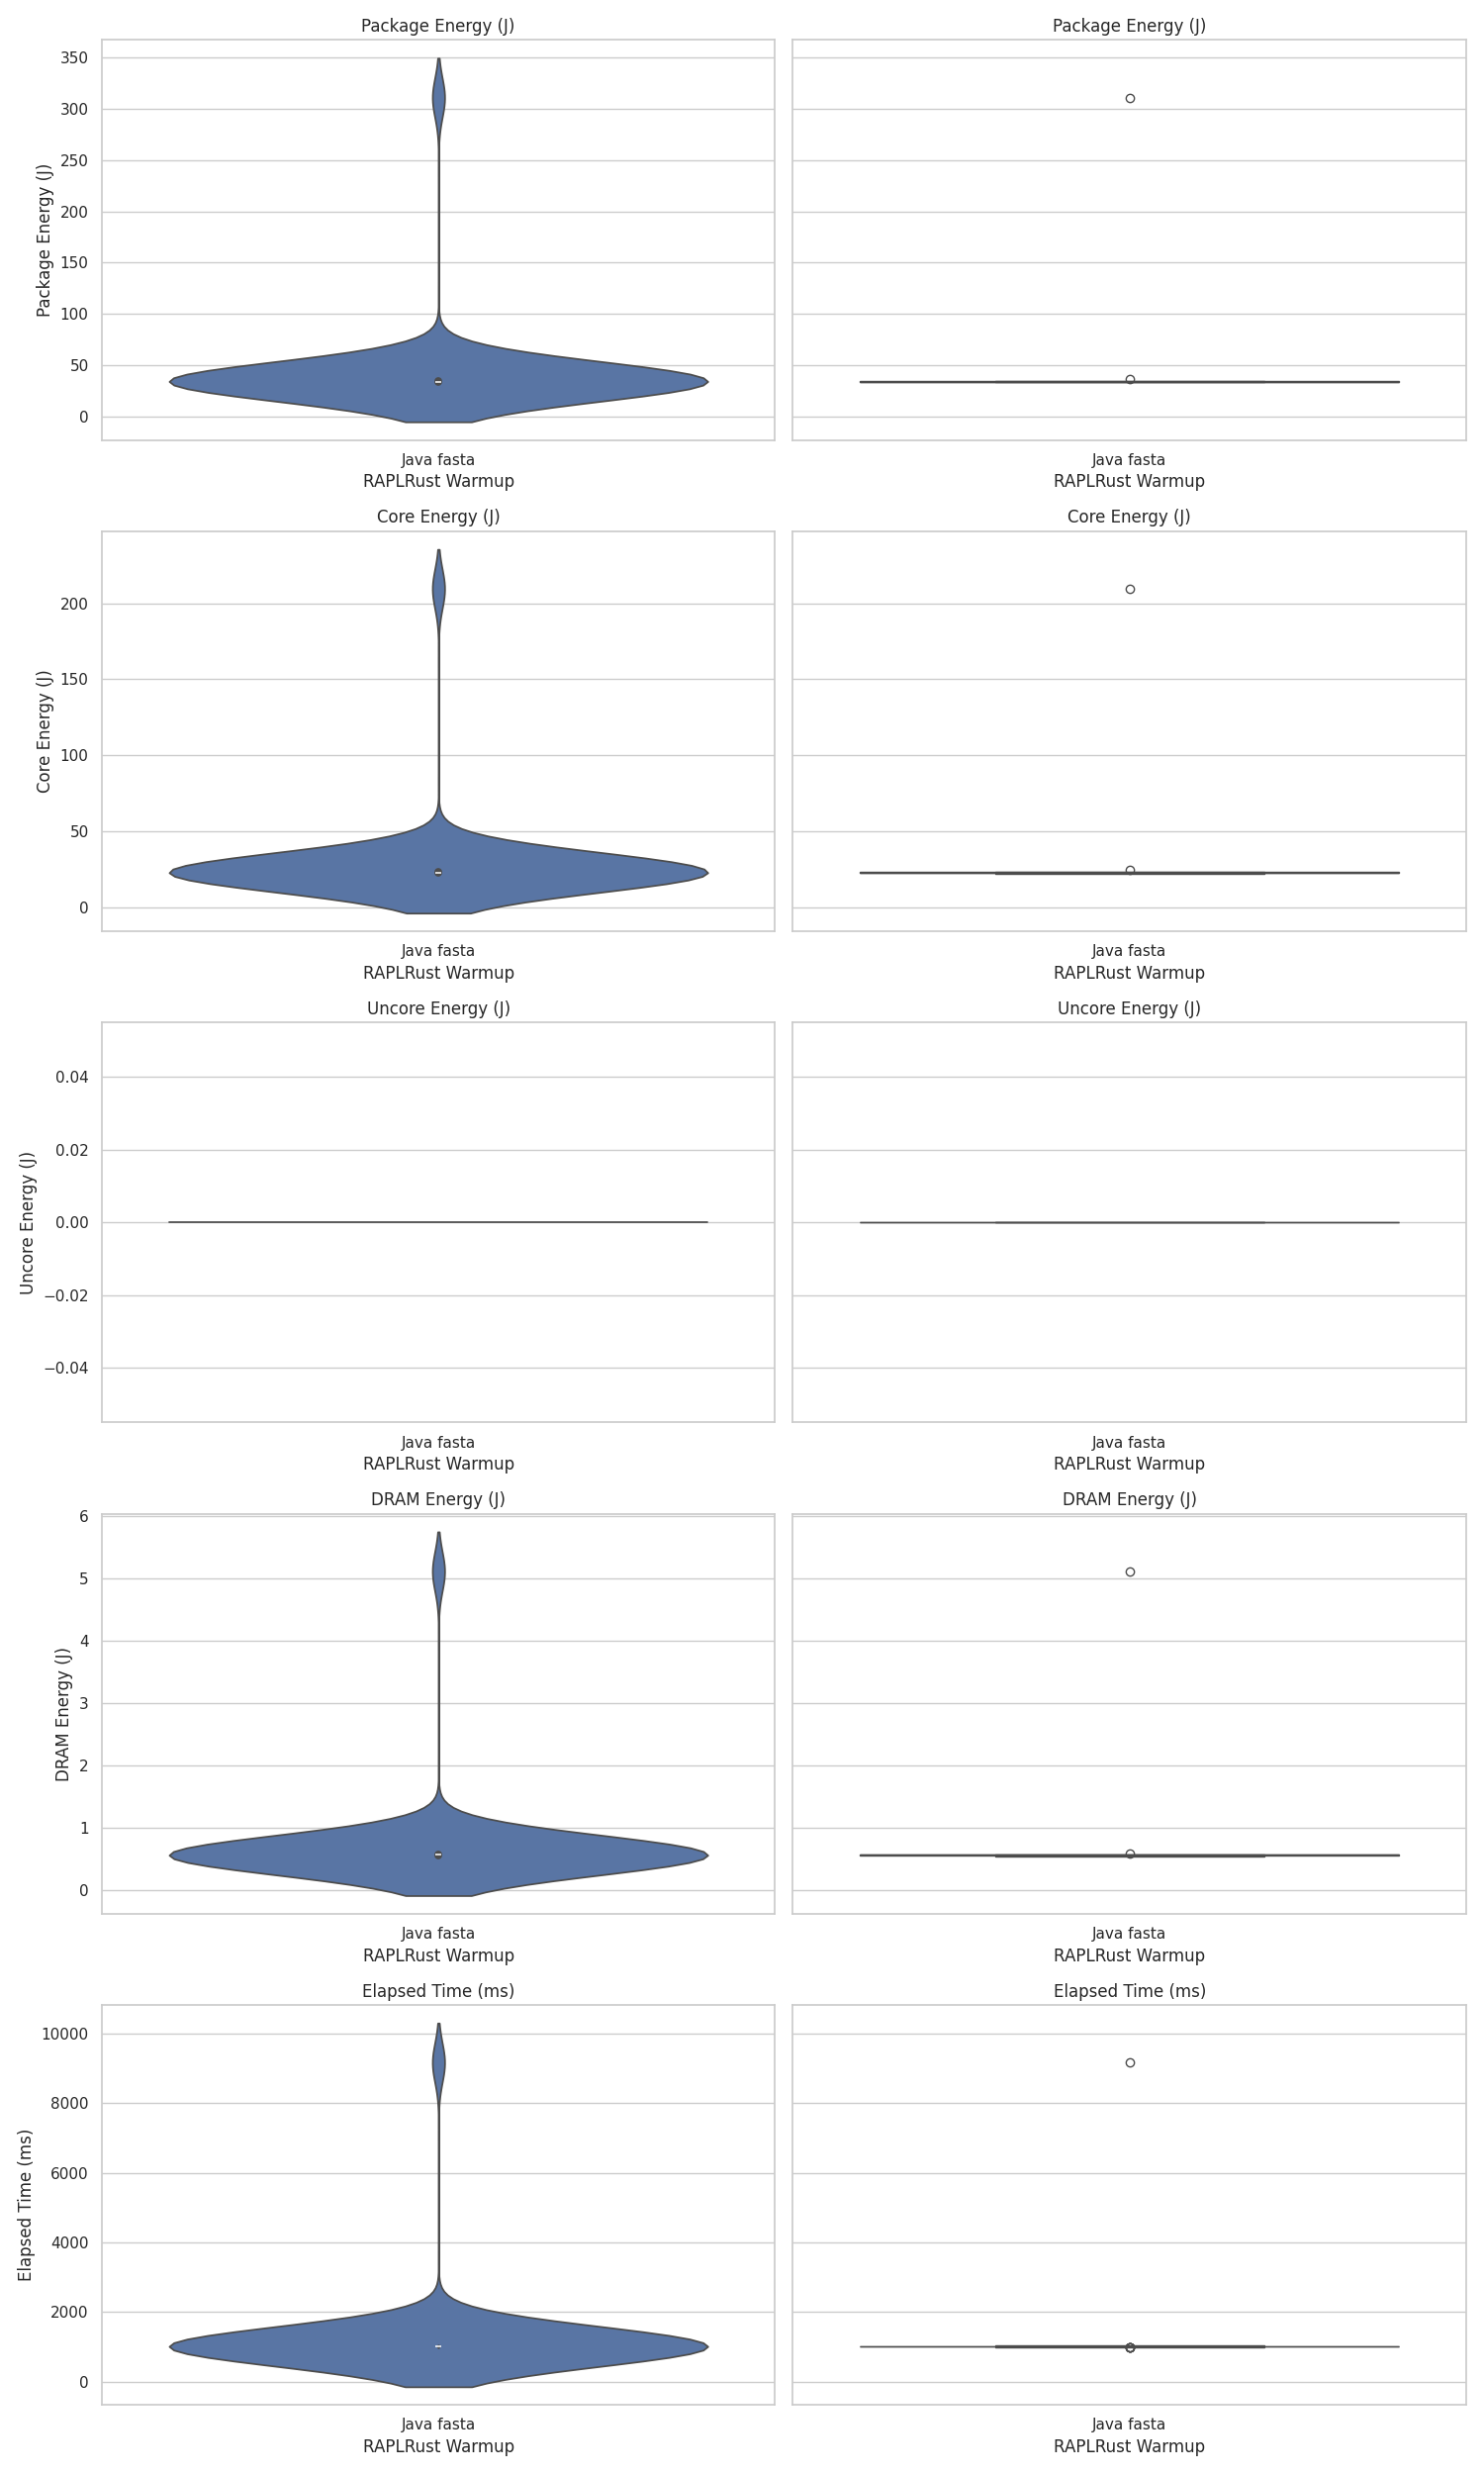 Package Energy (J)
Package Energy (J)
Package Energy (J)
350
300
250
200
150
100
50
0
Java fasta
RAPLRust Warmup
Java fasta
RAPLRust Warmup
Core Energy (J)
Core Energy (J)
Core Energy (J)
200
150
100
50
0
Java fasta
RAPLRust Warmup
Java fasta
RAPLRust Warmup
Uncore Energy (J)
Uncore Energy (J)
Uncore Energy (J)
0.04
0.02
0.00
−0.02
−0.04
Java fasta
RAPLRust Warmup
Java fasta
RAPLRust Warmup
DRAM Energy (J)
DRAM Energy (J)
DRAM Energy (J)
6
5
4
3
2
1
0
Java fasta
RAPLRust Warmup
Java fasta
RAPLRust Warmup
Elapsed Time (ms)
Elapsed Time (ms)
Elapsed Time (ms)
10000
8000
6000
4000
2000
0
Java fasta
RAPLRust Warmup
Java fasta
RAPLRust Warmup